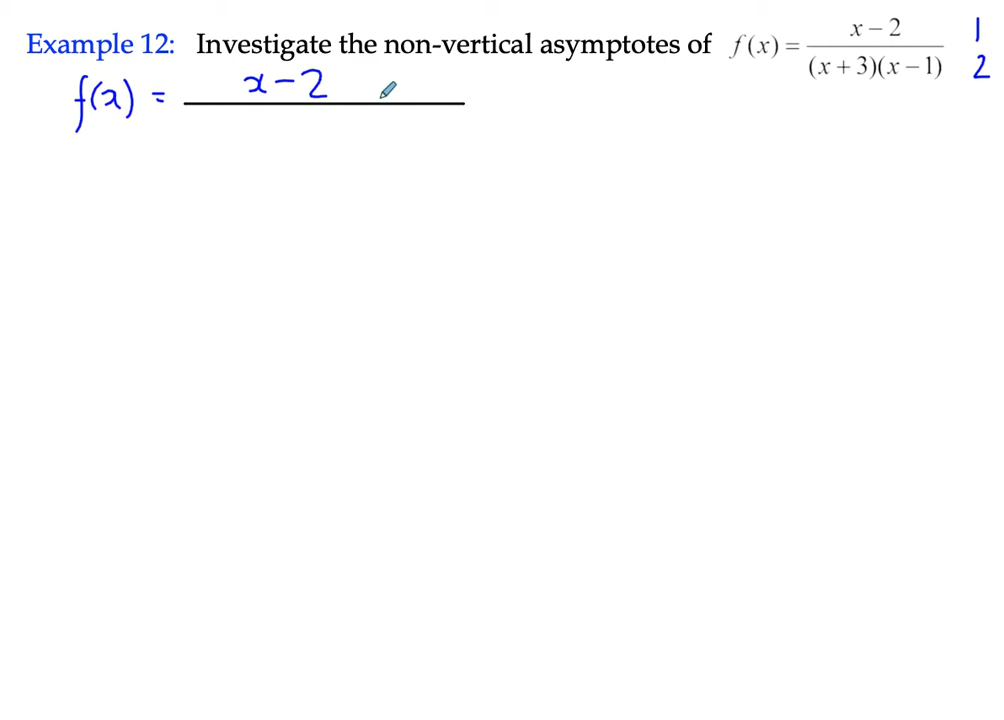 Example 12: Investigate the non-vertical asymptotes of f(x) = (x − 2)/((x + 3)(x − 1)) 1 2
f(x) = x − 2